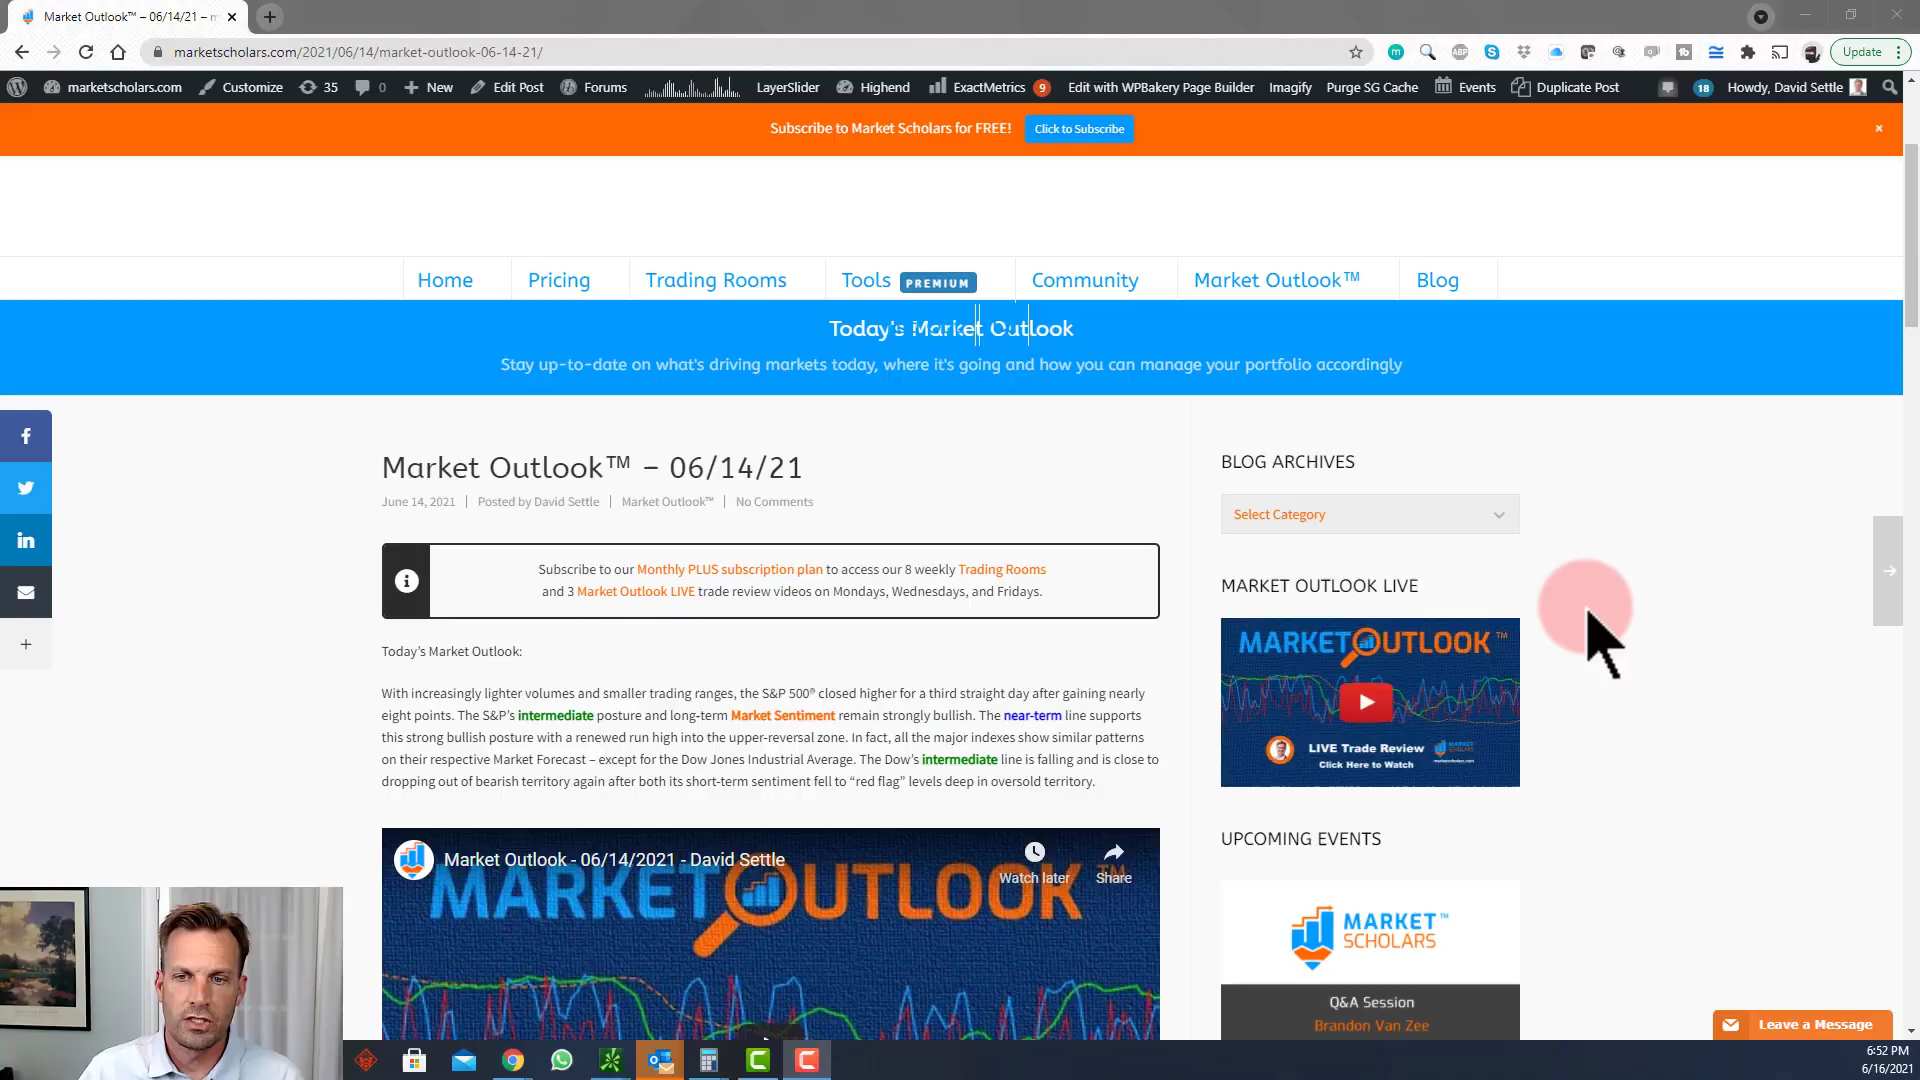 Market Outlook™ – 06/14/21 – m
marketscholars.com/2021/06/14/market-outlook-06-14-21/
Update
marketscholars.com
Customize
35
0
New
Edit Post
Forums
LayerSlider
Highend
ExactMetrics 9
Edit with WPBakery Page Builder
Imagify
Purge SG Cache
Events
Duplicate Post
18
Howdy, David Settle
Subscribe to Market Scholars for FREE!
Click to Subscribe
×
Home
Pricing
Trading Rooms
Tools PREMIUM
Community
Market Outlook™
Blog
Today's Market Outlook
Stay up-to-date on what's driving markets today, where it's going and how you can manage your portfolio accordingly
Market Outlook™ – 06/14/21
June 14, 2021 | Posted by David Settle | Market Outlook™ | No Comments
Subscribe to our Monthly PLUS subscription plan to access our 8 weekly Trading Rooms
and 3 Market Outlook LIVE trade review videos on Mondays, Wednesdays, and Fridays.
Today's Market Outlook:
With increasingly lighter volumes and smaller trading ranges, the S&P 500® closed higher for a third straight day after gaining nearly
eight points. The S&P's intermediate posture and long-term Market Sentiment remain strongly bullish. The near-term line supports
this strong bullish posture with a renewed run high into the upper-reversal zone. In fact, all the major indexes show similar patterns
on their respective Market Forecast – except for the Dow Jones Industrial Average. The Dow's intermediate line is falling and is close to
dropping out of bearish territory again after both its short-term sentiment fell to "red flag" levels deep in oversold territory.
Market Outlook - 06/14/2021 - David Settle
Watch later
Share
MARKET OUTLOOK™
BLOG ARCHIVES
Select Category
MARKET OUTLOOK LIVE
MARKET OUTLOOK™
LIVE Trade Review
Click Here to Watch
UPCOMING EVENTS
MARKET™
SCHOLARS
Q&A Session
Brandon Van Zee
Leave a Message
6:52 PM
6/16/2021